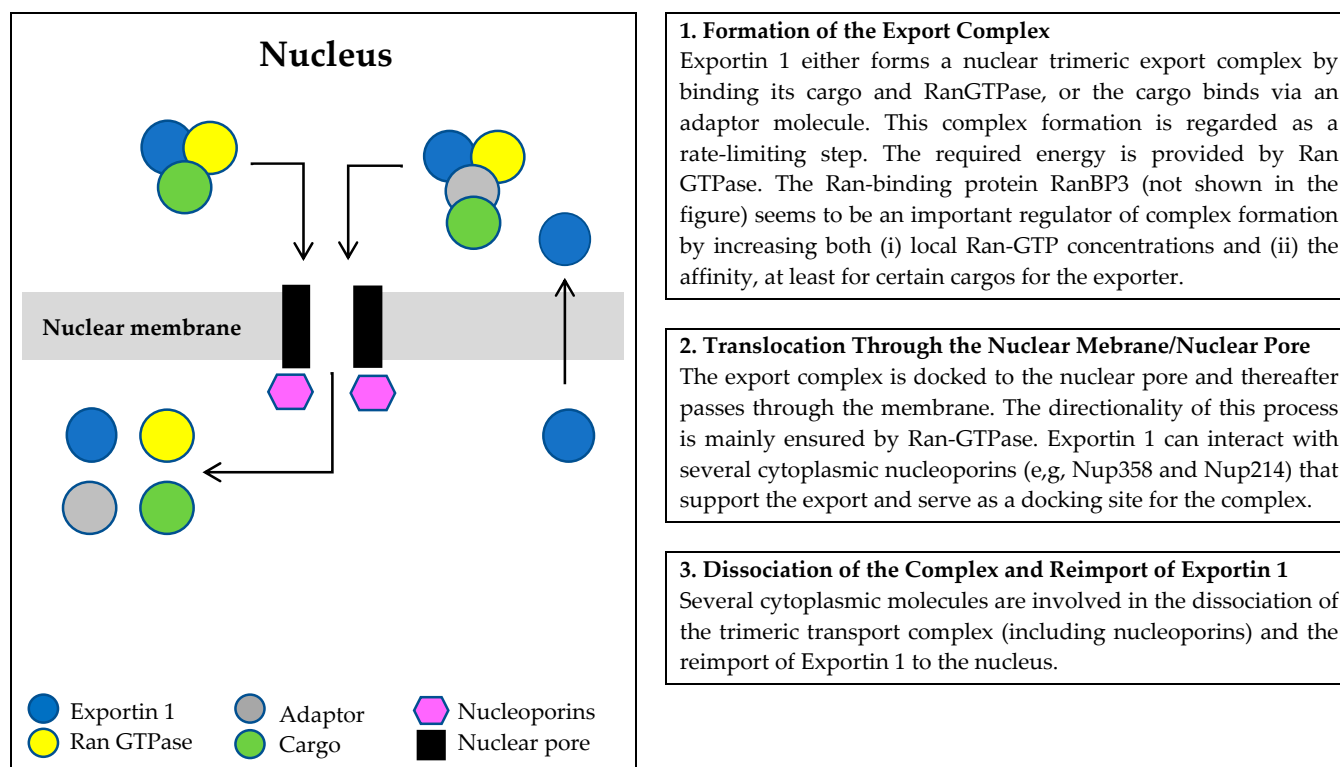 Nucleus
Nuclear membrane
Exportin 1
Ran GTPase
Adaptor
Cargo
Nucleoporins
Nuclear pore
1. Formation of the Export Complex
Exportin 1 either forms a nuclear trimeric export complex by
binding its cargo and RanGTPase, or the cargo binds via an
adaptor molecule. This complex formation is regarded as a
rate-limiting step. The required energy is provided by Ran
GTPase. The Ran-binding protein RanBP3 (not shown in the
figure) seems to be an important regulator of complex formation
by increasing both (i) local Ran-GTP concentrations and (ii) the
affinity, at least for certain cargos for the exporter.
2. Translocation Through the Nuclear Mebrane/Nuclear Pore
The export complex is docked to the nuclear pore and thereafter
passes through the membrane. The directionality of this process
is mainly ensured by Ran-GTPase. Exportin 1 can interact with
several cytoplasmic nucleoporins (e,g, Nup358 and Nup214) that
support the export and serve as a docking site for the complex.
3. Dissociation of the Complex and Reimport of Exportin 1
Several cytoplasmic molecules are involved in the dissociation of
the trimeric transport complex (including nucleoporins) and the
reimport of Exportin 1 to the nucleus.